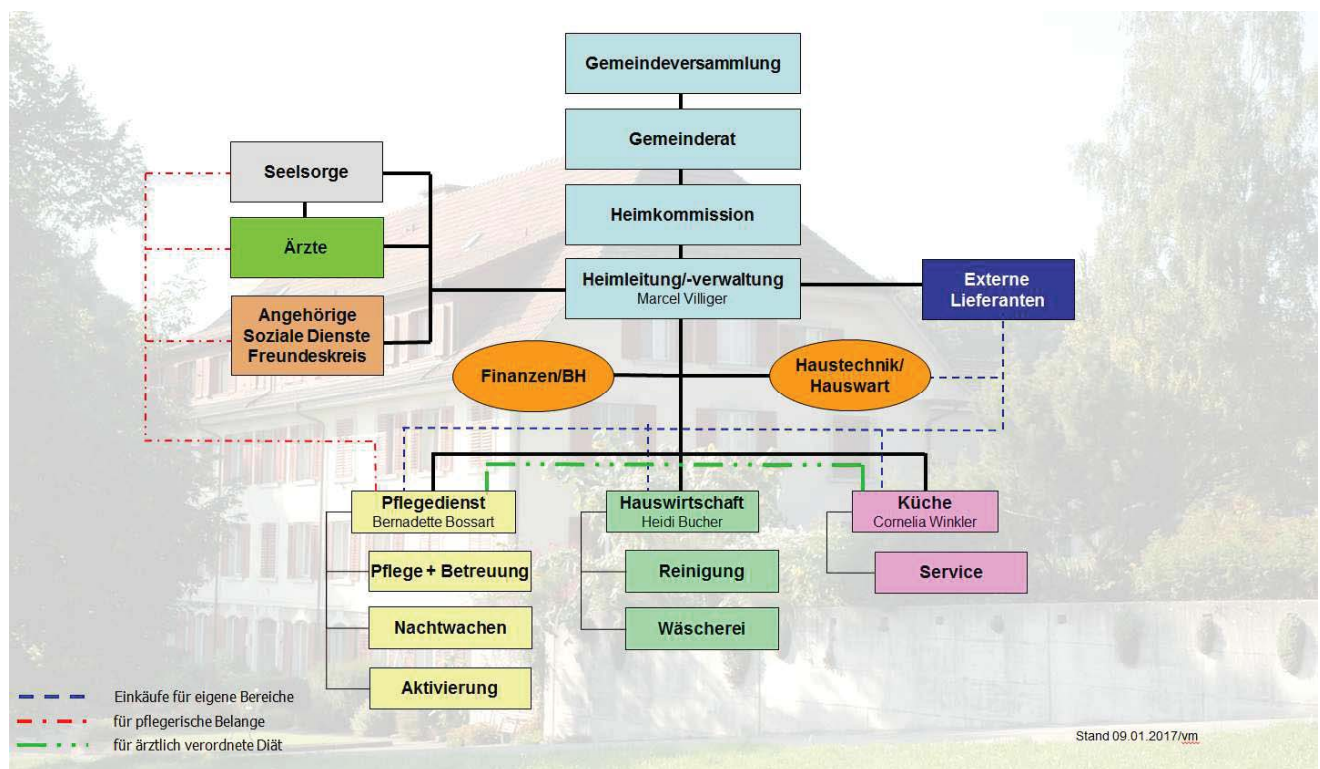 Gemeindeversammlung
Gemeinderat
Seelsorge
Heimkommission
Ärzte
Heimleitung/-verwaltung
Marcel Villiger
Externe
Lieferanten
Angehörige
Soziale Dienste
Freundeskreis
Finanzen/BH
Haustechnik/
Hauswart
Pflegedienst
Bernadette Bossart
Hauswirtschaft
Heidi Bucher
Küche
Cornelia Winkler
Pflege + Betreuung
Reinigung
Service
Nachtwachen
Wäscherei
Aktivierung
Einkäufe für eigene Bereiche
für pflegerische Belange
für ärztlich verordnete Diät
Stand 09.01.2017/vm